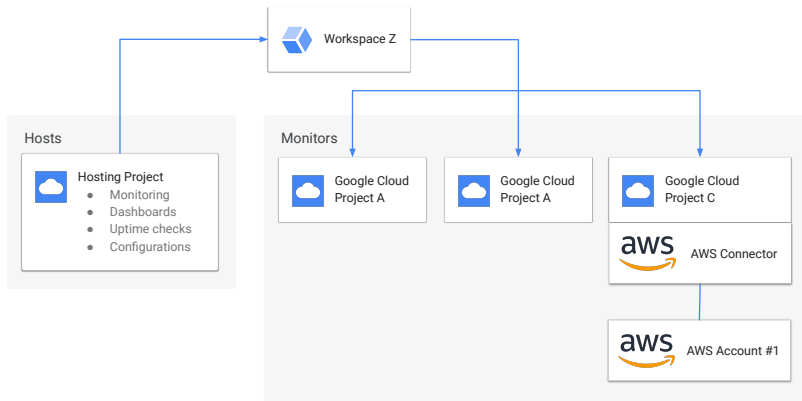 Workspace Z
Hosts
Hosting Project
● Monitoring
● Dashboards
● Uptime checks
● Configurations
Monitors
Google Cloud
Project A
Google Cloud
Project A
Google Cloud
Project C
aws
AWS Connector
aws
AWS Account #1